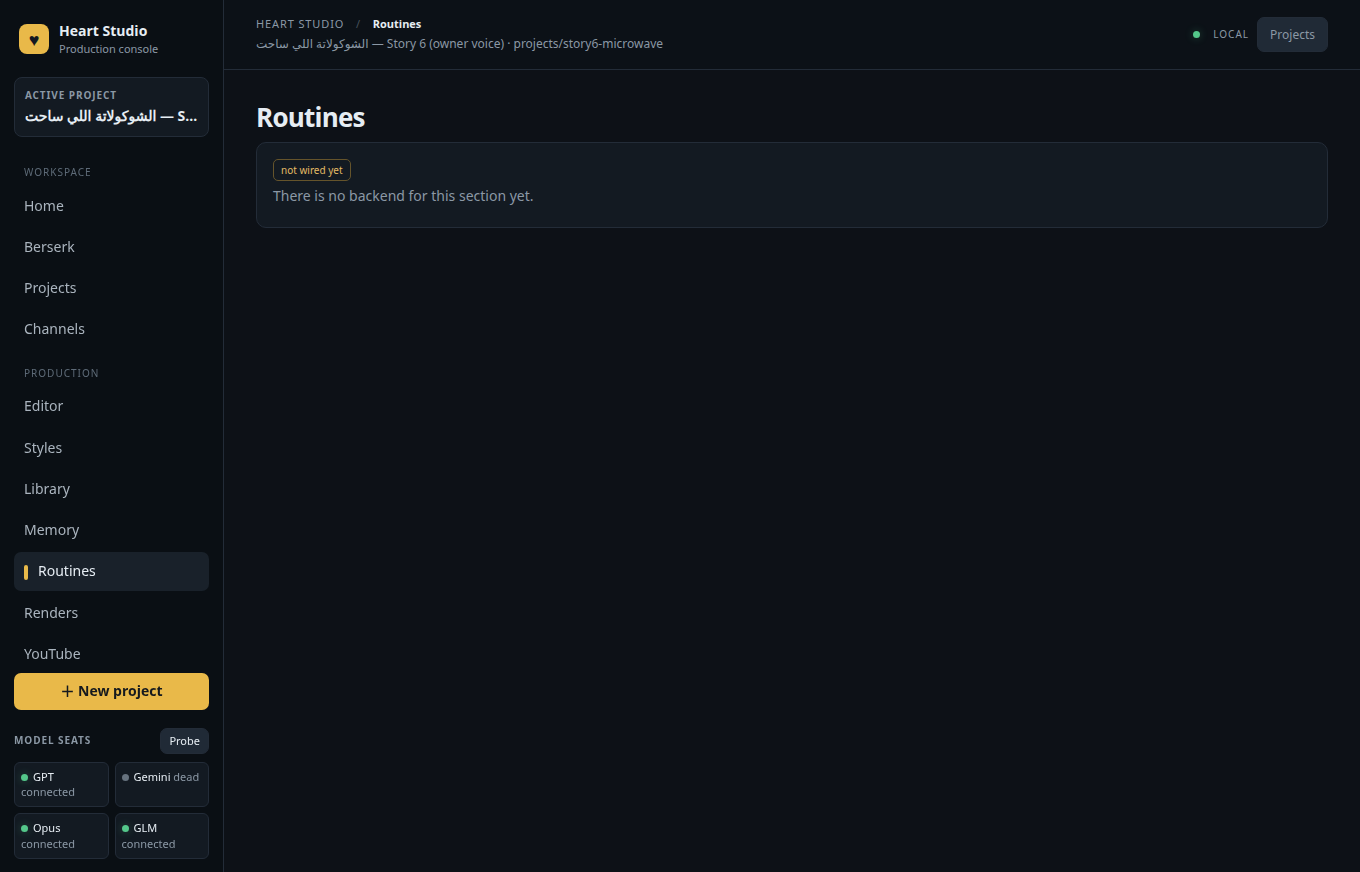 ♥
Heart Studio
Production console
ACTIVE PROJECT
الشوكولاتة اللي ساحت — S...
WORKSPACE
Home
Berserk
Projects
Channels
PRODUCTION
Editor
Styles
Library
Memory
Routines
Renders
YouTube
+ New project
MODEL SEATS
Probe
GPT
connected
Gemini dead
Opus
connected
GLM
connected
HEART STUDIO / Routines
الشوكولاتة اللي ساحت — Story 6 (owner voice) · projects/story6-microwave
LOCAL
Projects
Routines
not wired yet
There is no backend for this section yet.